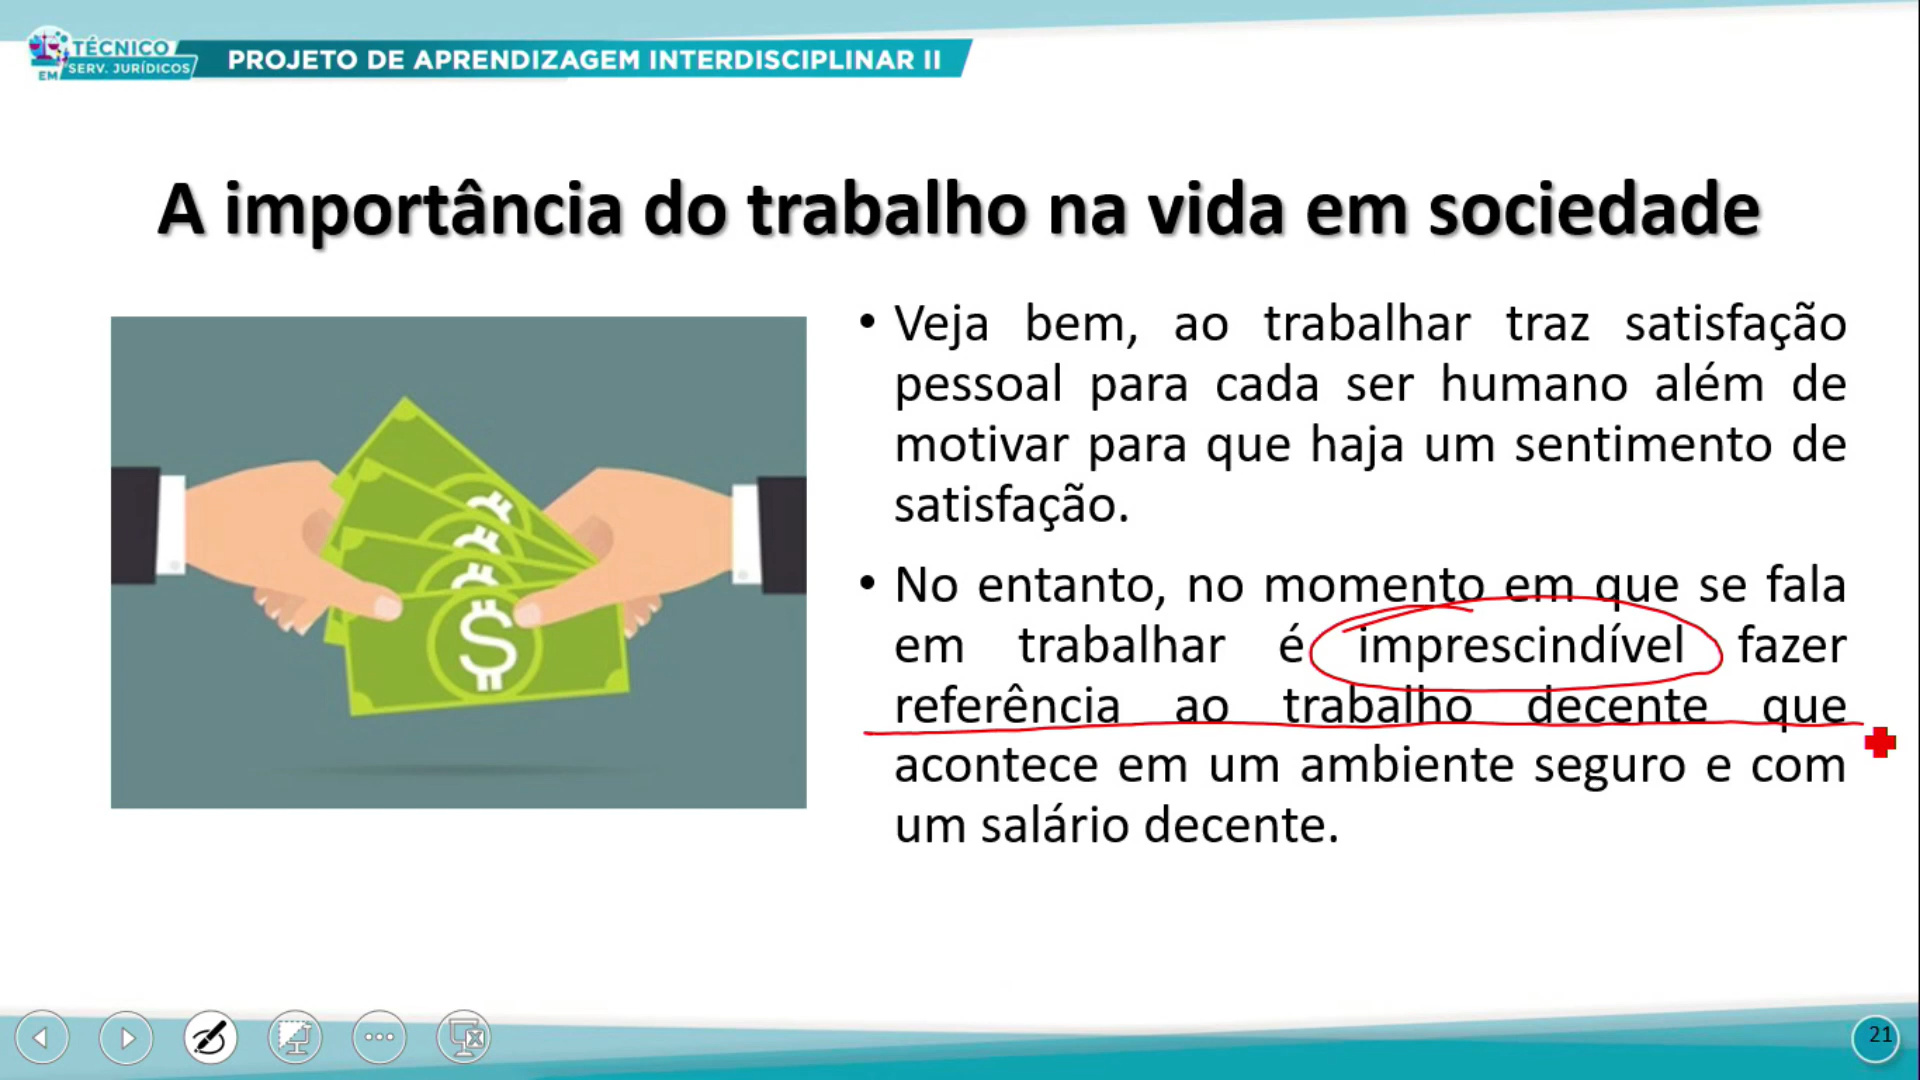 TÉCNICO
EM SERV. JURÍDICOS
PROJETO DE APRENDIZAGEM INTERDISCIPLINAR II
A importância do trabalho na vida em sociedade
• Veja bem, ao trabalhar traz satisfação
pessoal para cada ser humano além de
motivar para que haja um sentimento de
satisfação.
• No entanto, no momento em que se fala
em trabalhar é imprescindível fazer
referência ao trabalho decente que
acontece em um ambiente seguro e com
um salário decente.
$
$
$
$
21